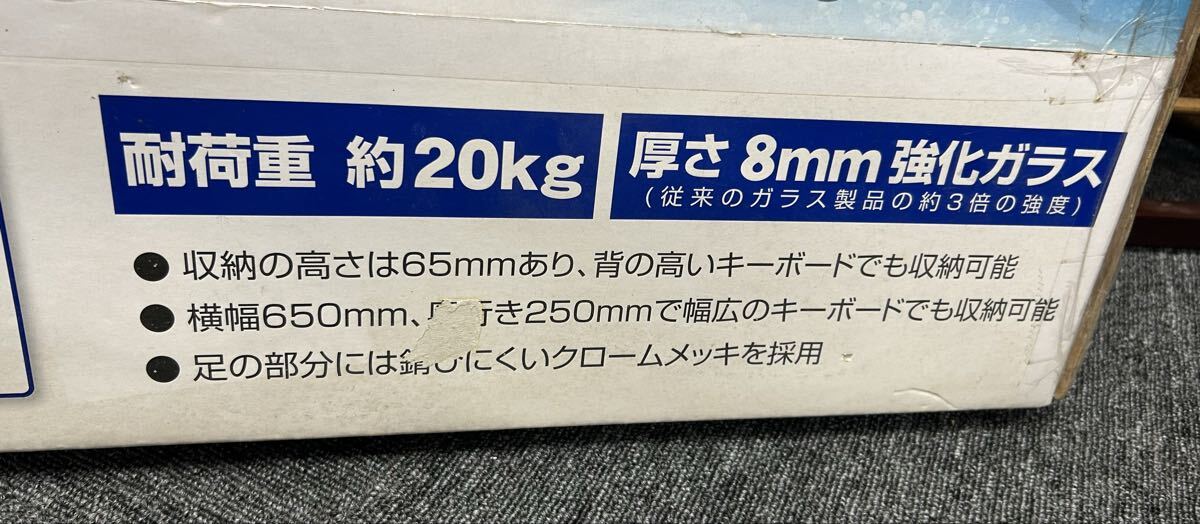 耐荷重 約20kg
厚さ 8mm 強化ガラス
(従来のガラス製品の約3倍の強度)
● 収納の高さは65mmあり、背の高いキーボードでも収納可能
● 横幅650mm、奥行き250mmで幅広のキーボードでも収納可能
● 足の部分には錆びにくいクロームメッキを採用